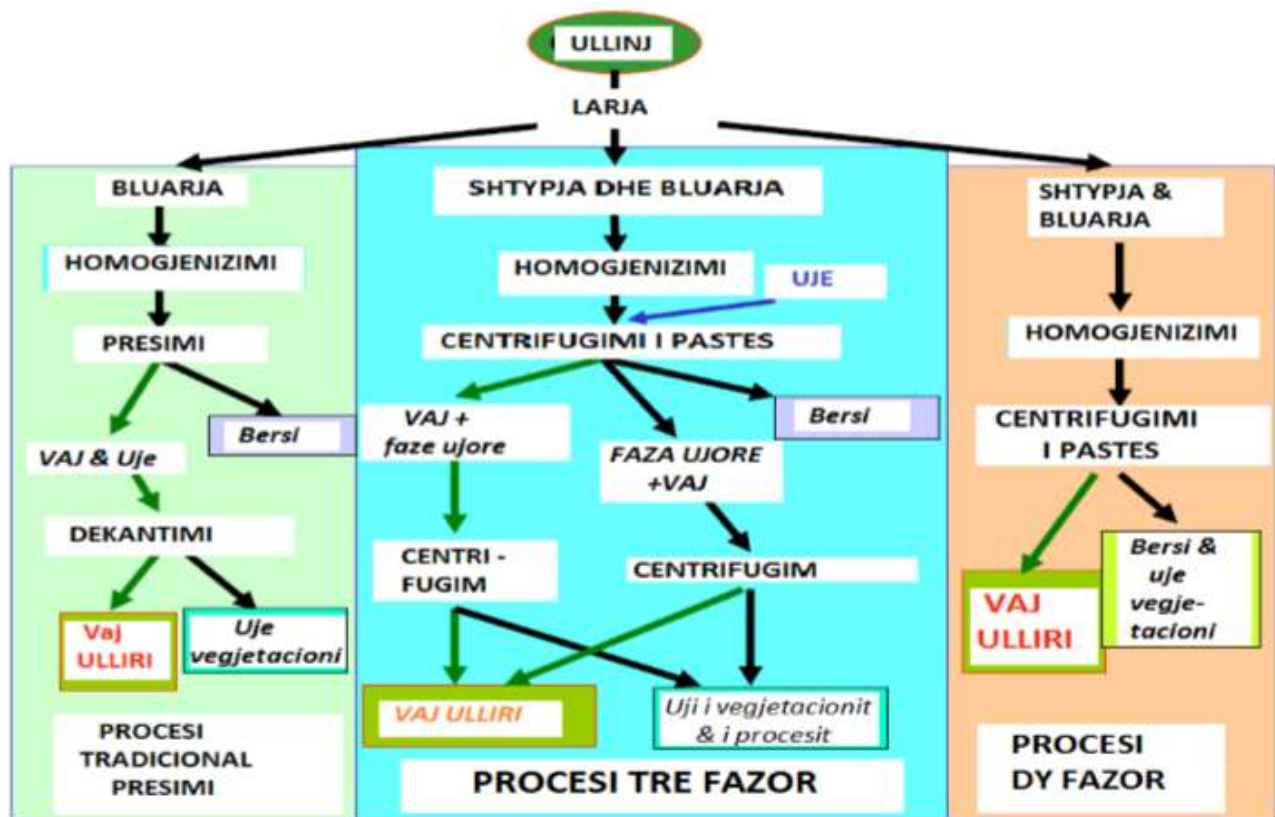 ULLINJ
LARJA
BLUARJA
HOMOGJENIZIMI
PRESIMI
Bersi
VAJ & Uje
DEKANTIMI
Vaj
ULLIRI
Uje
vegjetacioni
PROCESI
TRADICIONAL
PRESIMI
SHTYPJA DHE BLUARJA
HOMOGJENIZIMI
UJE
CENTRIFUGIMI I PASTES
VAJ +
faze ujore
FAZA UJORE
+VAJ
Bersi
CENTRI -
FUGIM
CENTRIFUGIM
VAJ ULLIRI
Uji i vegjetacionit
& i procesit
PROCESI TRE FAZOR
SHTYPJA &
BLUARJA
HOMOGJENIZIMI
CENTRIFUGIMI
I PASTES
VAJ
ULLIRI
Bersi &
uje
vegje-
tacioni
PROCESI
DY FAZOR